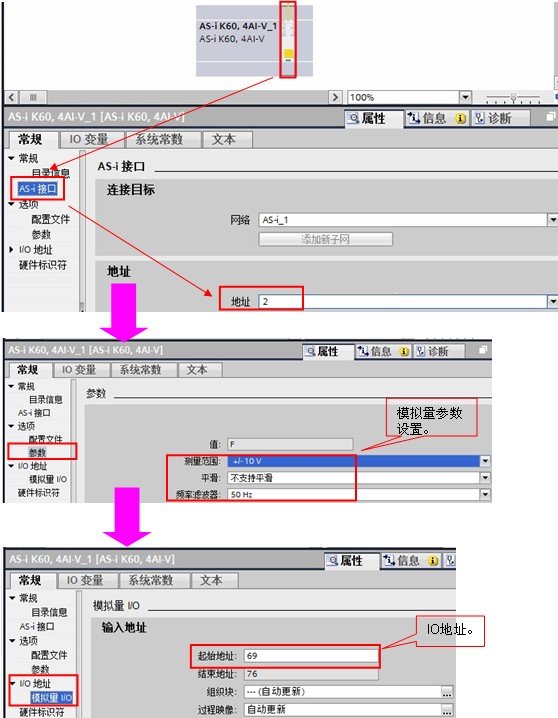 AS-i K60, 4AI-V_1
AS-i K60, 4AI-V
100%
AS-i K60, 4AI-V_1 [AS-i K60, 4AI-V]
属性
信息
诊断
常规
IO 变量
系统常数
文本
常规
目录信息
AS-i 接口
选项
配置文件
参数
I/O 地址
硬件标识符
AS-i 接口
连接目标
网络
AS-i_1
添加新子网
地址
地址
2
AS-i K60, 4AI-V_1 [AS-i K60, 4AI-V]
属性
信息
诊断
常规
IO 变量
系统常数
文本
常规
目录信息
AS-i 接口
选项
配置文件
参数
I/O 地址
模拟量 I/O
硬件标识符
参数
模拟量参数
设置。
值: F
测量范围: +/- 10 V
平滑: 不支持平滑
频率滤波器: 50 Hz
AS-i K60, 4AI-V_1 [AS-i K60, 4AI-V]
属性
信息
常规
IO 变量
系统常数
文本
常规
目录信息
AS-i 接口
选项
配置文件
参数
I/O 地址
模拟量 I/O
硬件标识符
模拟量 I/O
输入地址
IO地址。
起始地址: 69
结束地址: 76
组织块: --- (自动更新)
过程映像: 自动更新